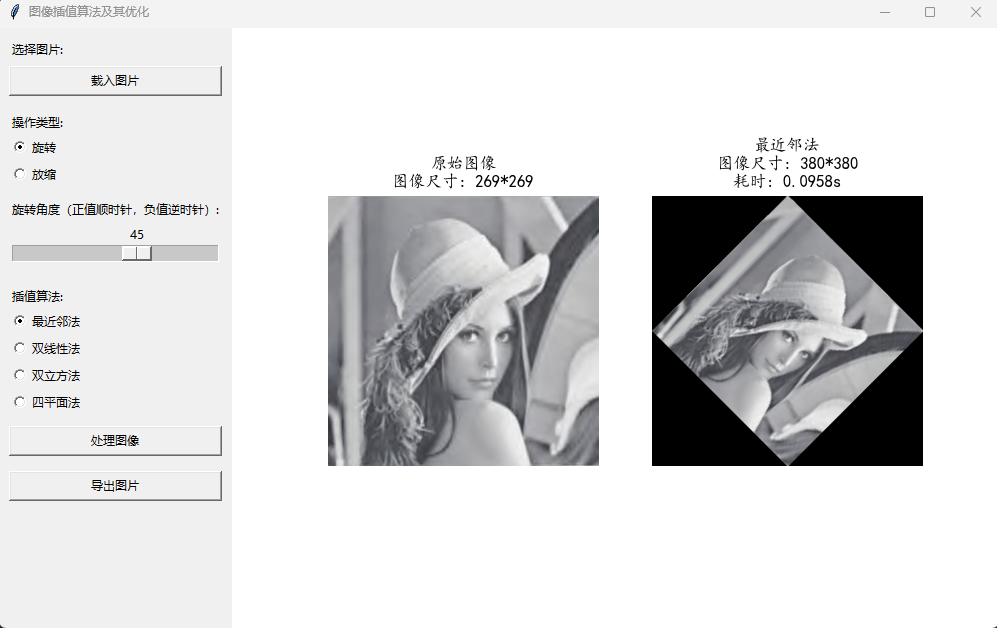 图像插值算法及其优化
选择图片:
载入图片
操作类型:
旋转
放缩
旋转角度（正值顺时针，负值逆时针）:
45
插值算法:
最近邻法
双线性法
双立方法
四平面法
处理图像
导出图片
原始图像
图像尺寸: 269*269
最近邻法
图像尺寸: 380*380
耗时: 0.0958s